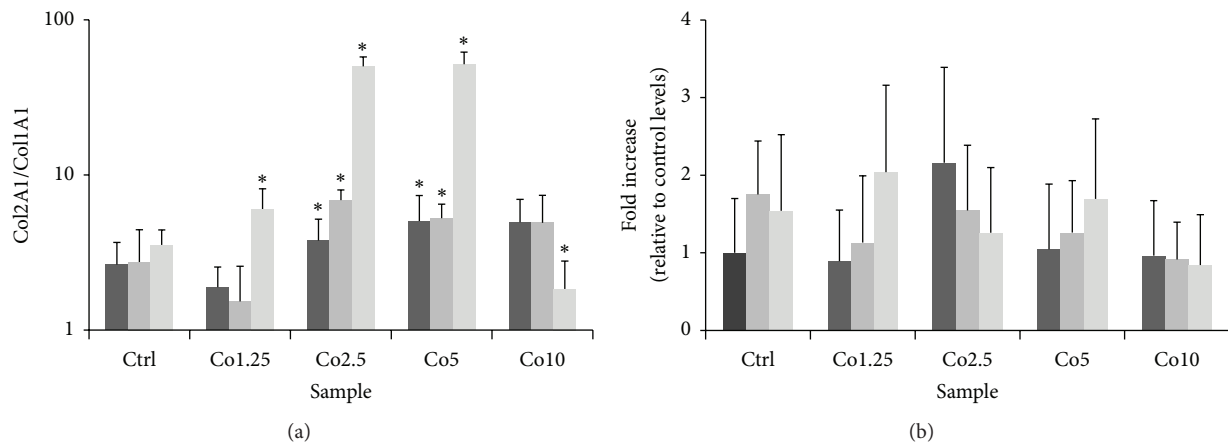 100
10
1
Col2A1/Col1A1
*
*
*
*
*
*
*
Ctrl Co1.25 Co2.5 Co5 Co10
Sample
(a)
4
3
2
1
0
Fold increase
(relative to control levels)
Ctrl Co1.25 Co2.5 Co5 Co10
Sample
(b)